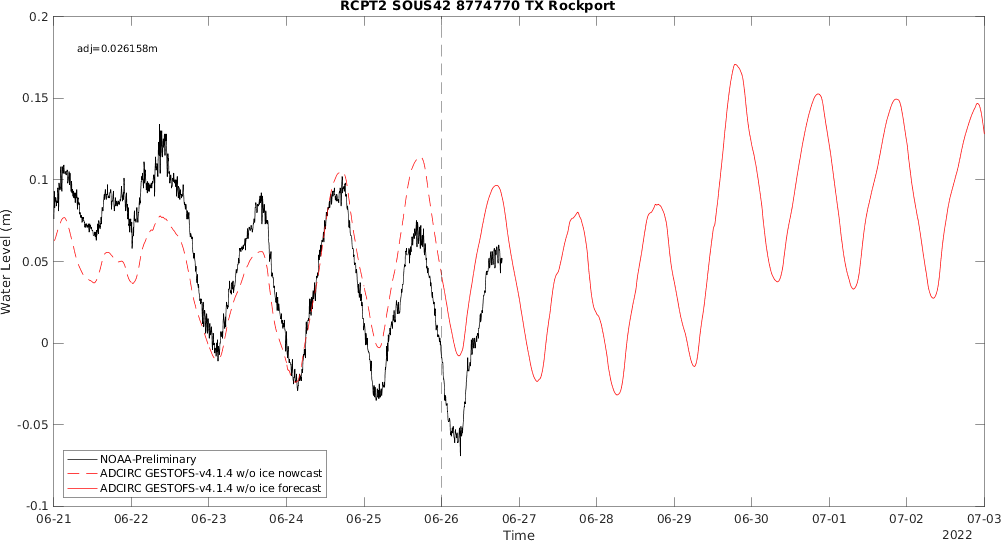 RCPT2 SOUS42 8774770 TX Rockport
adj=0.026158m
Water Level (m)
0.2
0.15
0.1
0.05
0
-0.05
-0.1
NOAA-Preliminary
ADCIRC GESTOFS-v4.1.4 w/o ice nowcast
ADCIRC GESTOFS-v4.1.4 w/o ice forecast
06-21 06-22 06-23 06-24 06-25 06-26 06-27 06-28 06-29 06-30 07-01 07-02 07-03
Time
2022